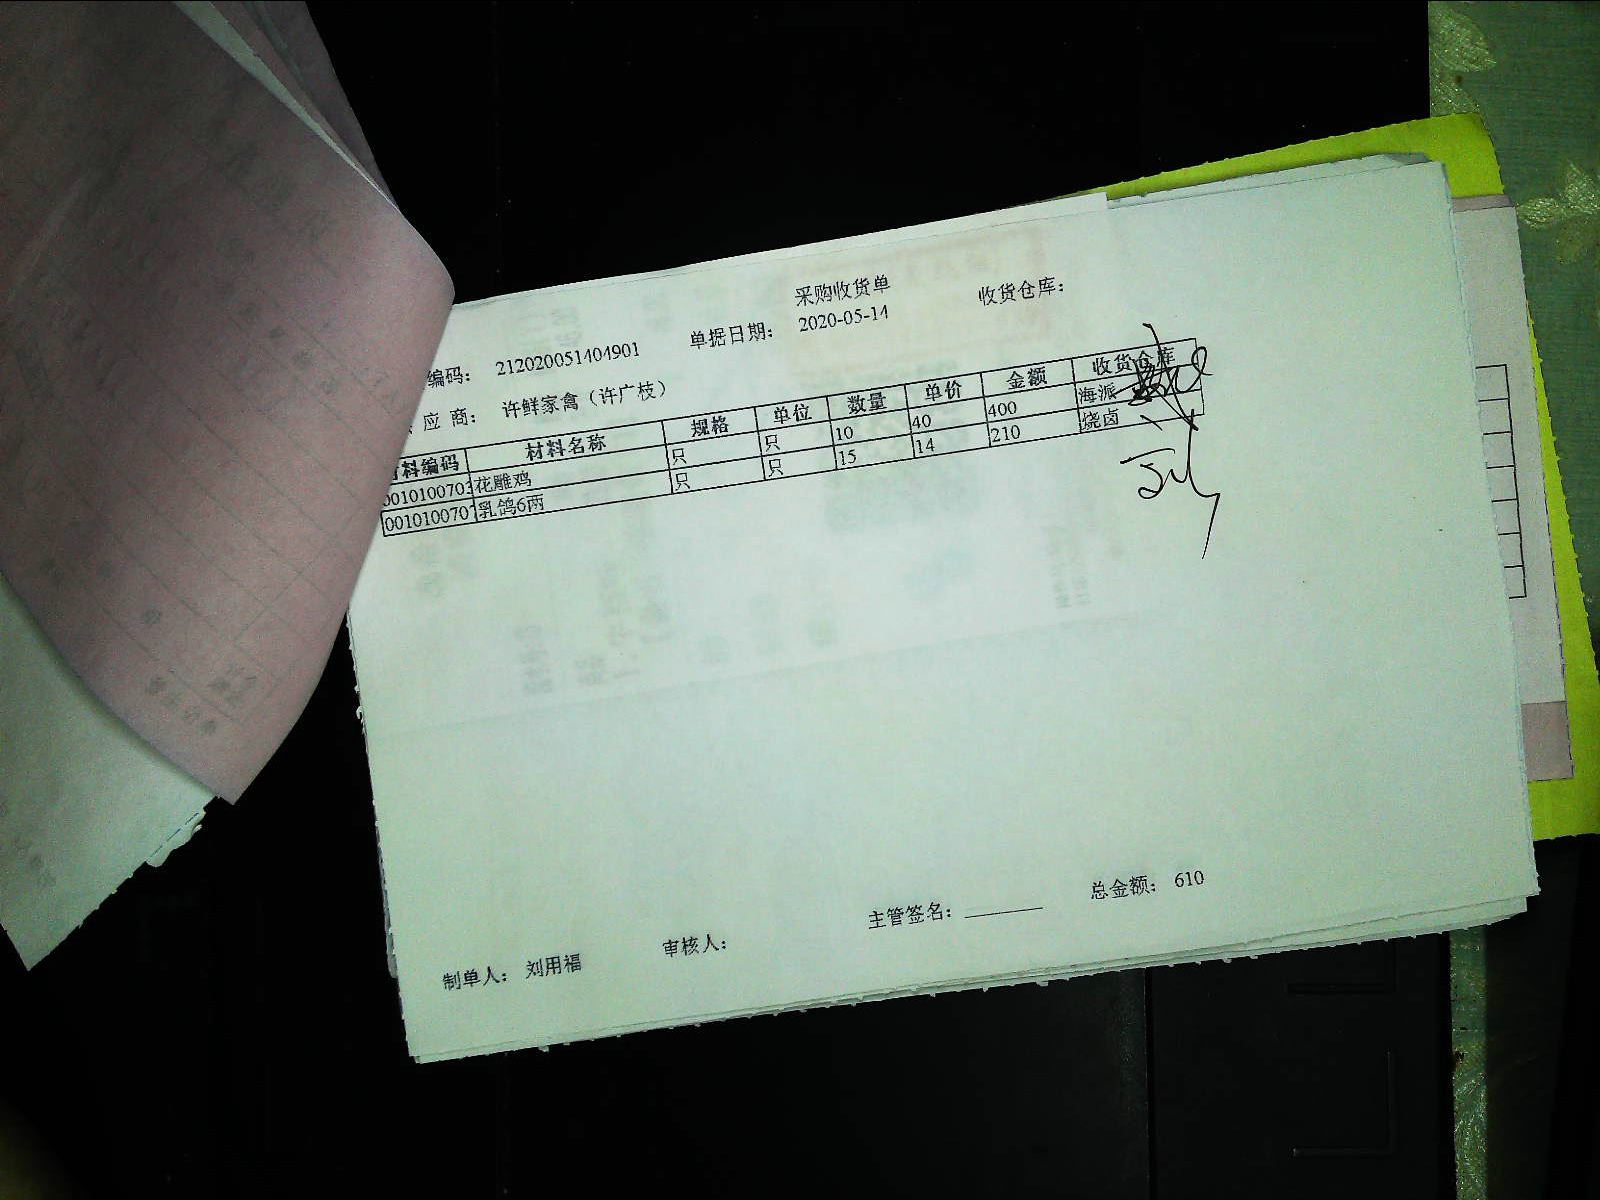 采购收货单
编码： 212020051404901 单据日期： 2020-05-14 收货仓库：
应 商： 许鲜家禽（许广枝）
料编码 材料名称 规格 单位 数量 单价 金额 收货仓库
0010100703 花雕鸡 只 只 10 40 400 海派
0010100707 乳鸽6两 只 只 15 14 210 烧卤
制单人： 刘用福 审核人： 主管签名： 总金额： 610